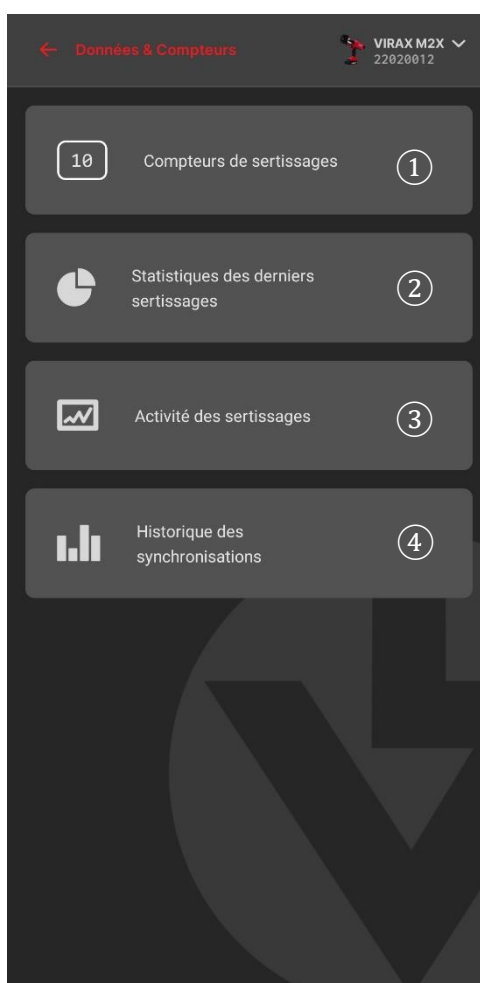 ← Données & Compteurs
VIRAX M2X
22020012
10
Compteurs de sertissages
①
Statistiques des derniers
sertissages
②
Activité des sertissages
③
Historique des
synchronisations
④